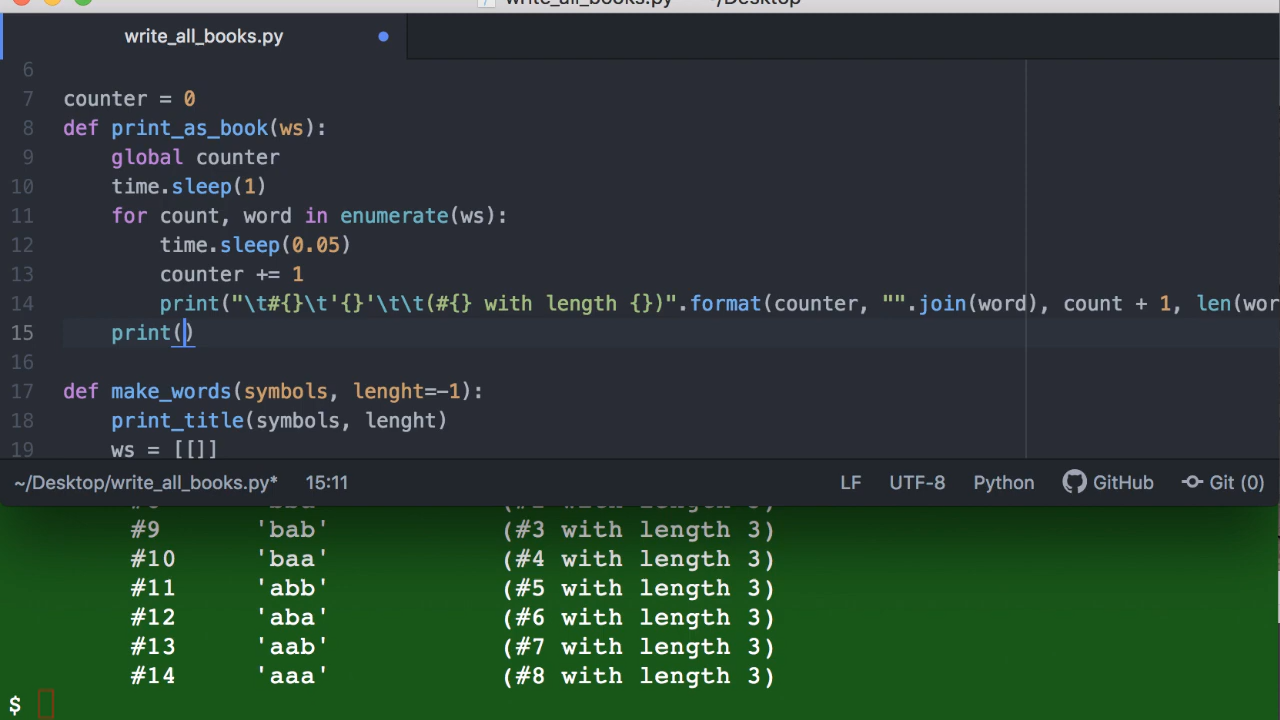 write_all_books.py ~/Desktop
write_all_books.py
6
7 counter = 0
8 def print_as_book(ws):
9 global counter
10 time.sleep(1)
11 for count, word in enumerate(ws):
12 time.sleep(0.05)
13 counter += 1
14 print("\t#{}\t'{}'\t\t(#{} with length {})".format(counter, "".join(word), count + 1, len(wor
15 print()
16
17 def make_words(symbols, lenght=-1):
18 print_title(symbols, lenght)
19 ws = [[]]
~/Desktop/write_all_books.py* 15:11 LF UTF-8 Python GitHub Git (0)
#9 'bab' (#3 with length 3)
#10 'baa' (#4 with length 3)
#11 'abb' (#5 with length 3)
#12 'aba' (#6 with length 3)
#13 'aab' (#7 with length 3)
#14 'aaa' (#8 with length 3)
$